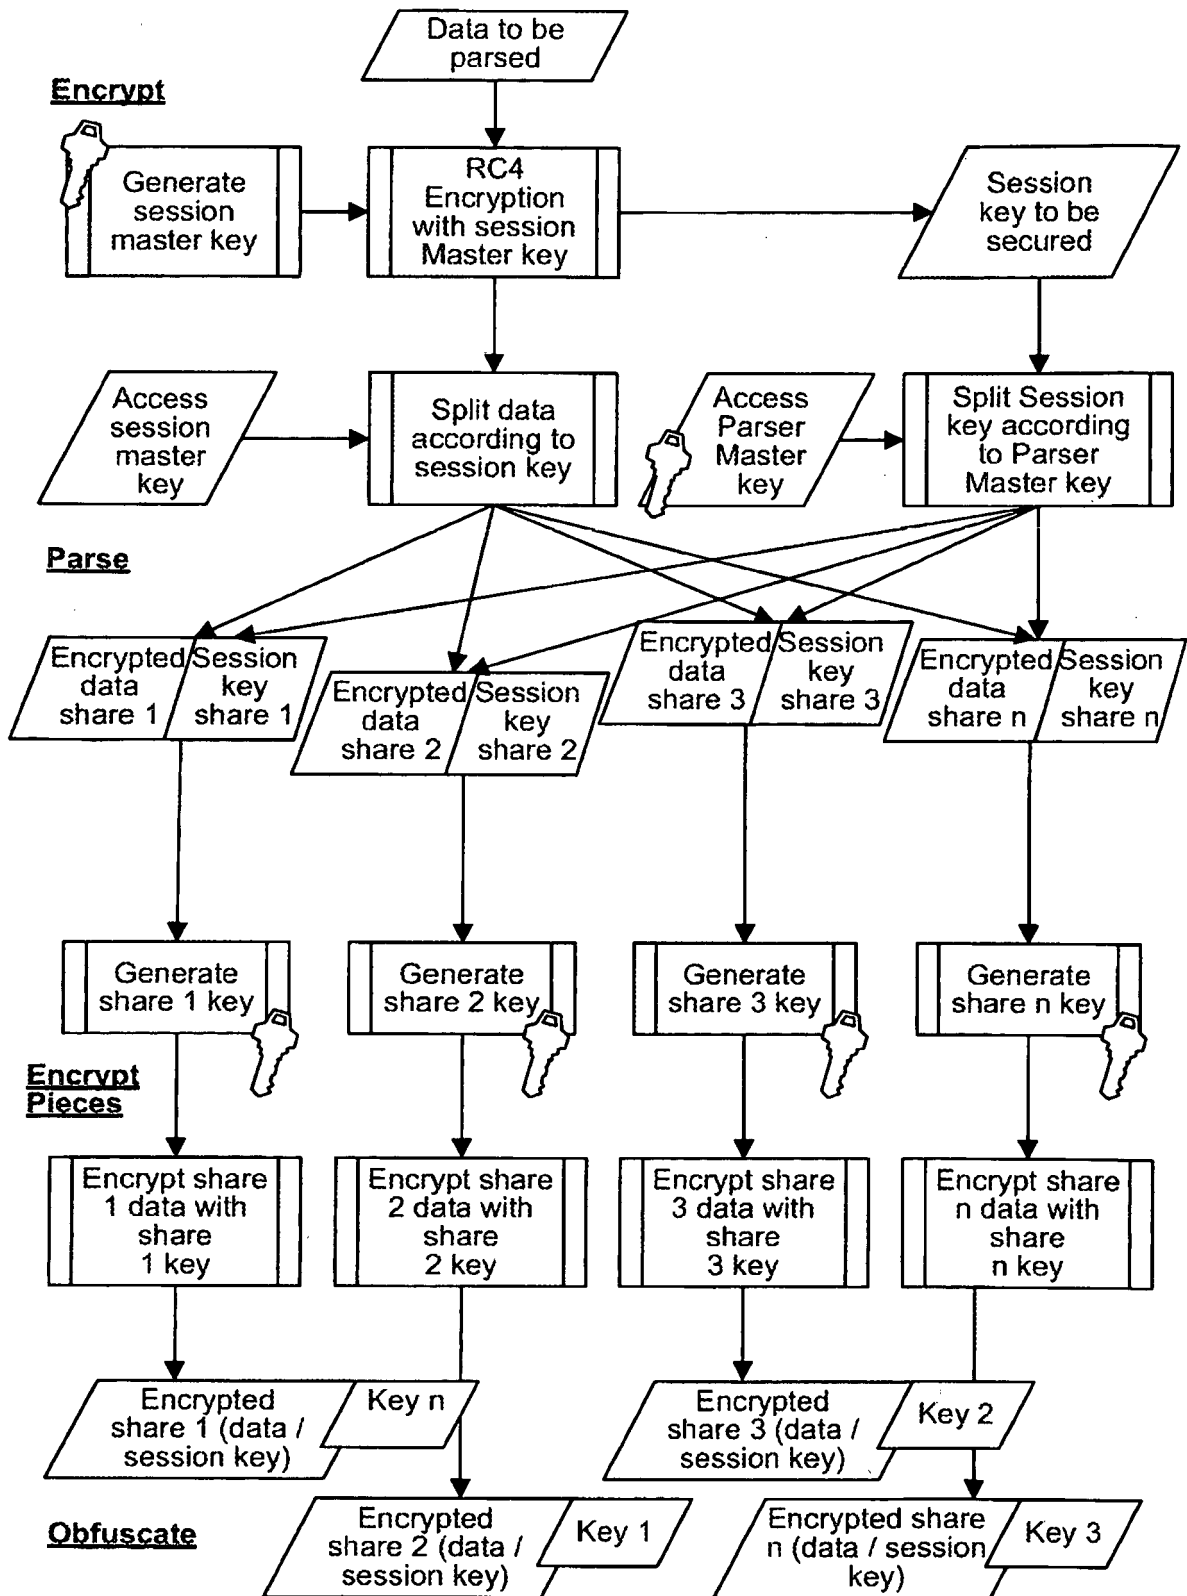 Data to be
parsed
Encrypt
Generate
session
master key
RC4
Encryption
with session
Master key
Session
key to be
secured
Access
session
master
key
Split data
according to
session key
Access
Parser
Master
key
Split Session
key according
to Parser
Master key
Parse
Encrypted
data
share 1
Session
key
share 1
Encrypted
data
share 2
Session
key
share 2
Encrypted
data
share 3
Session
key
share 3
Encrypted
data
share n
Session
key
share n
Generate
share 1 key
Generate
share 2 key
Generate
share 3 key
Generate
share n key
Encrypt
Pieces
Encrypt share
1 data with
share
1 key
Encrypt share
2 data with
share
2 key
Encrypt share
3 data with
share
3 key
Encrypt share
n data with
share
n key
Encrypted
share 1 (data /
session key)
Key n
Encrypted
share 3 (data /
session key)
Key 2
Obfuscate
Encrypted
share 2 (data /
session key)
Key 1
Encrypted share
n (data / session
key)
Key 3